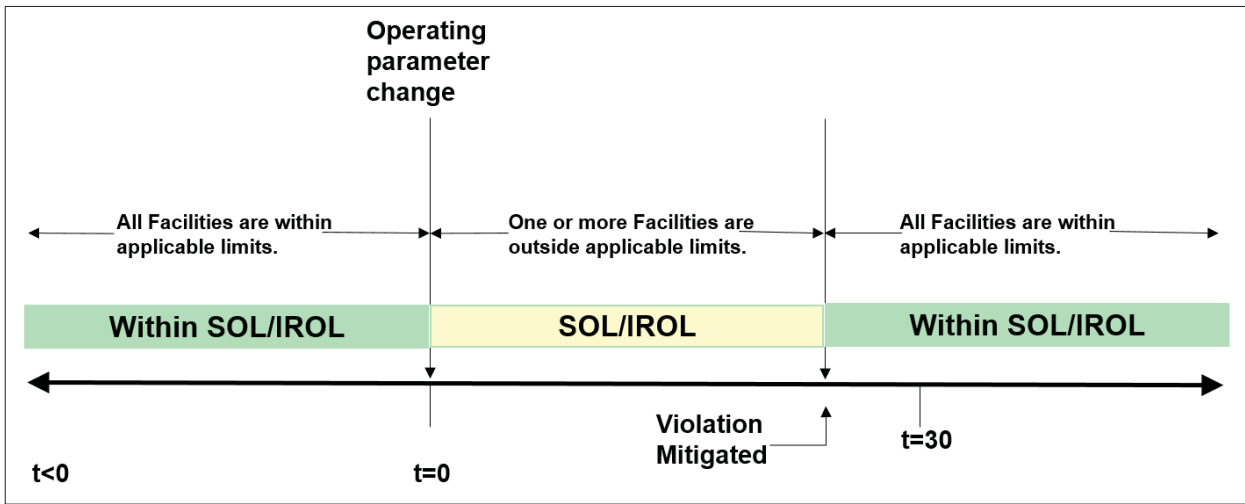 Operating
parameter
change
All Facilities are within
applicable limits.
One or more Facilities are
outside applicable limits.
All Facilities are within
applicable limits.
Within SOL/IROL
SOL/IROL
Within SOL/IROL
Violation
Mitigated
t=30
t<0
t=0